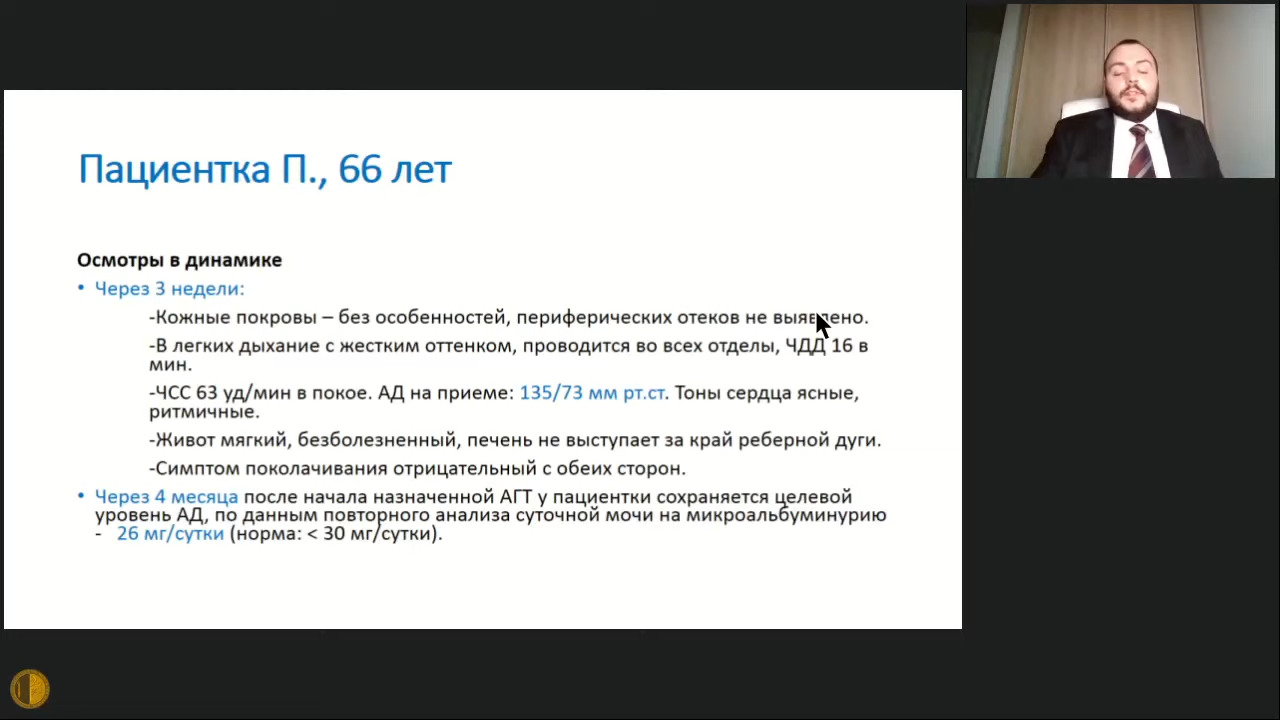 Пациентка П., 66 лет
Осмотры в динамике
• Через 3 недели:
-Кожные покровы – без особенностей, периферических отеков не выявлено.
-В легких дыхание с жестким оттенком, проводится во всех отделы, ЧДД 16 в
мин.
-ЧСС 63 уд/мин в покое. АД на приеме: 135/73 мм рт.ст. Тоны сердца ясные,
ритмичные.
-Живот мягкий, безболезненный, печень не выступает за край реберной дуги.
-Симптом поколачивания отрицательный с обеих сторон.
• Через 4 месяца после начала назначенной АГТ у пациентки сохраняется целевой
уровень АД, по данным повторного анализа суточной мочи на микроальбуминурию
- 26 мг/сутки (норма: < 30 мг/сутки).